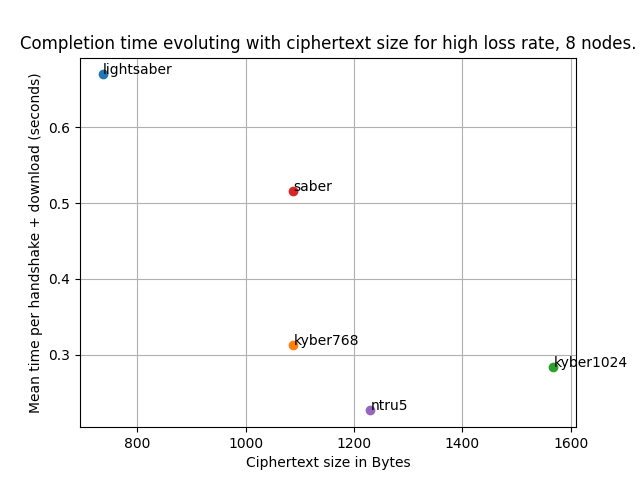 Completion time evoluting with ciphertext size for high loss rate, 8 nodes.
lightsaber
0.6
saber
0.5
0.4
kyber768
0.3
kyber1024
ntru5
Mean time per handshake + download (seconds)
800 1000 1200 1400 1600
Ciphertext size in Bytes